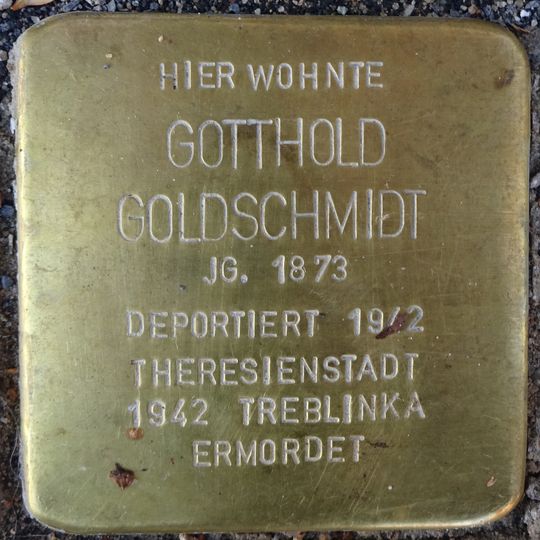 HIER WOHNTE
GOTTHOLD
GOLDSCHMIDT
JG. 1873
DEPORTIERT 1942
THERESIENSTADT
1942 TREBLINKA
ERMORDET